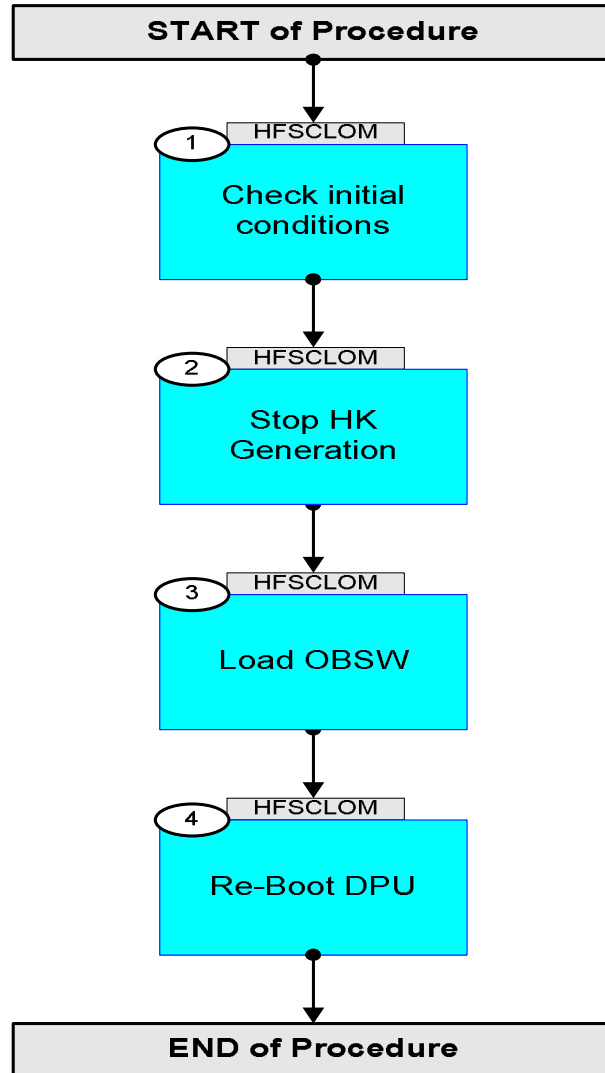 START of Procedure
HFSCLOM
1
Check initial
conditions
HFSCLOM
2
Stop HK
Generation
HFSCLOM
3
Load OBSW
HFSCLOM
4
Re-Boot DPU
END of Procedure